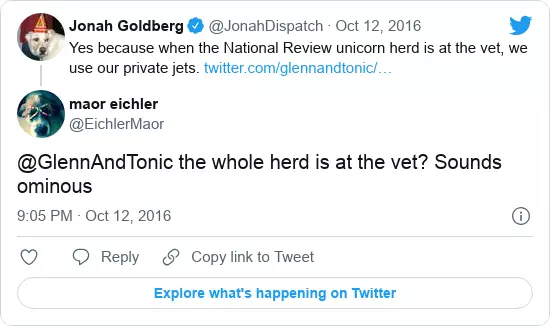 Jonah Goldberg @JonahDispatch · Oct 12, 2016
Yes because when the National Review unicorn herd is at the vet, we
use our private jets. twitter.com/glennandtonic/…
maor eichler
@EichlerMaor
@GlennAndTonic the whole herd is at the vet? Sounds
ominous
9:05 PM · Oct 12, 2016
Reply Copy link to Tweet
Explore what's happening on Twitter